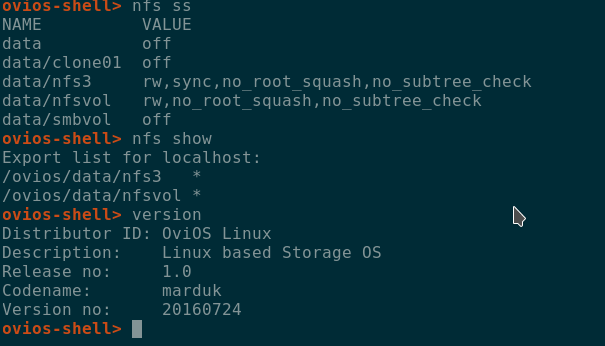 ovios-shell> nfs ss
NAME          VALUE
data          off
data/clone01  off
data/nfs3     rw,sync,no_root_squash,no_subtree_check
data/nfsvol   rw,no_root_squash,no_subtree_check
data/smbvol   off
ovios-shell> nfs show
Export list for localhost:
/ovios/data/nfs3   *
/ovios/data/nfsvol *
ovios-shell> version
Distributor ID: OviOS Linux
Description:    Linux based Storage OS
Release no:     1.0
Codename:       marduk
Version no:     20160724
ovios-shell>